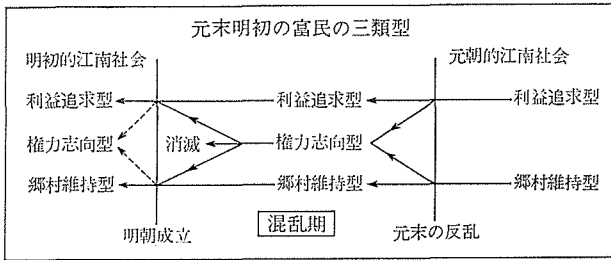 元末明初の富民の三類型
明初的江南社会 元朝的江南社会
利益追求型 利益追求型 利益追求型
権力志向型 消滅 権力志向型
郷村維持型 郷村維持型 郷村維持型
明朝成立 混乱期 元末の反乱